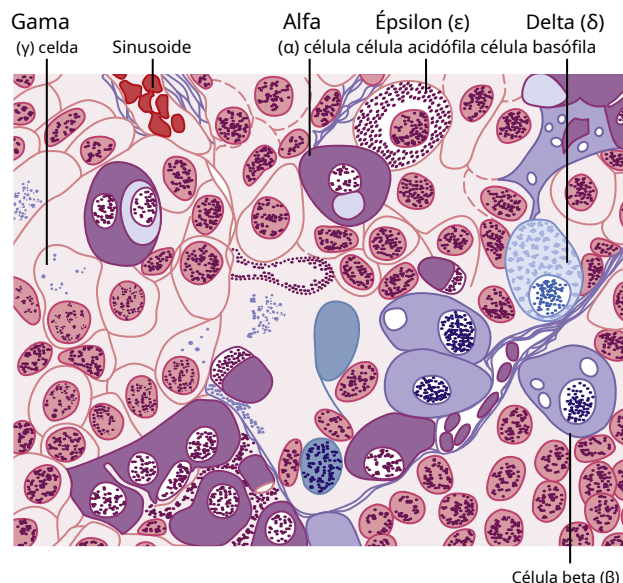 Gama Alfa Épsilon (ε) Delta (δ)
(γ) celda Sinusoide (α) célula célula acidófila célula basófila
Célula beta (β)